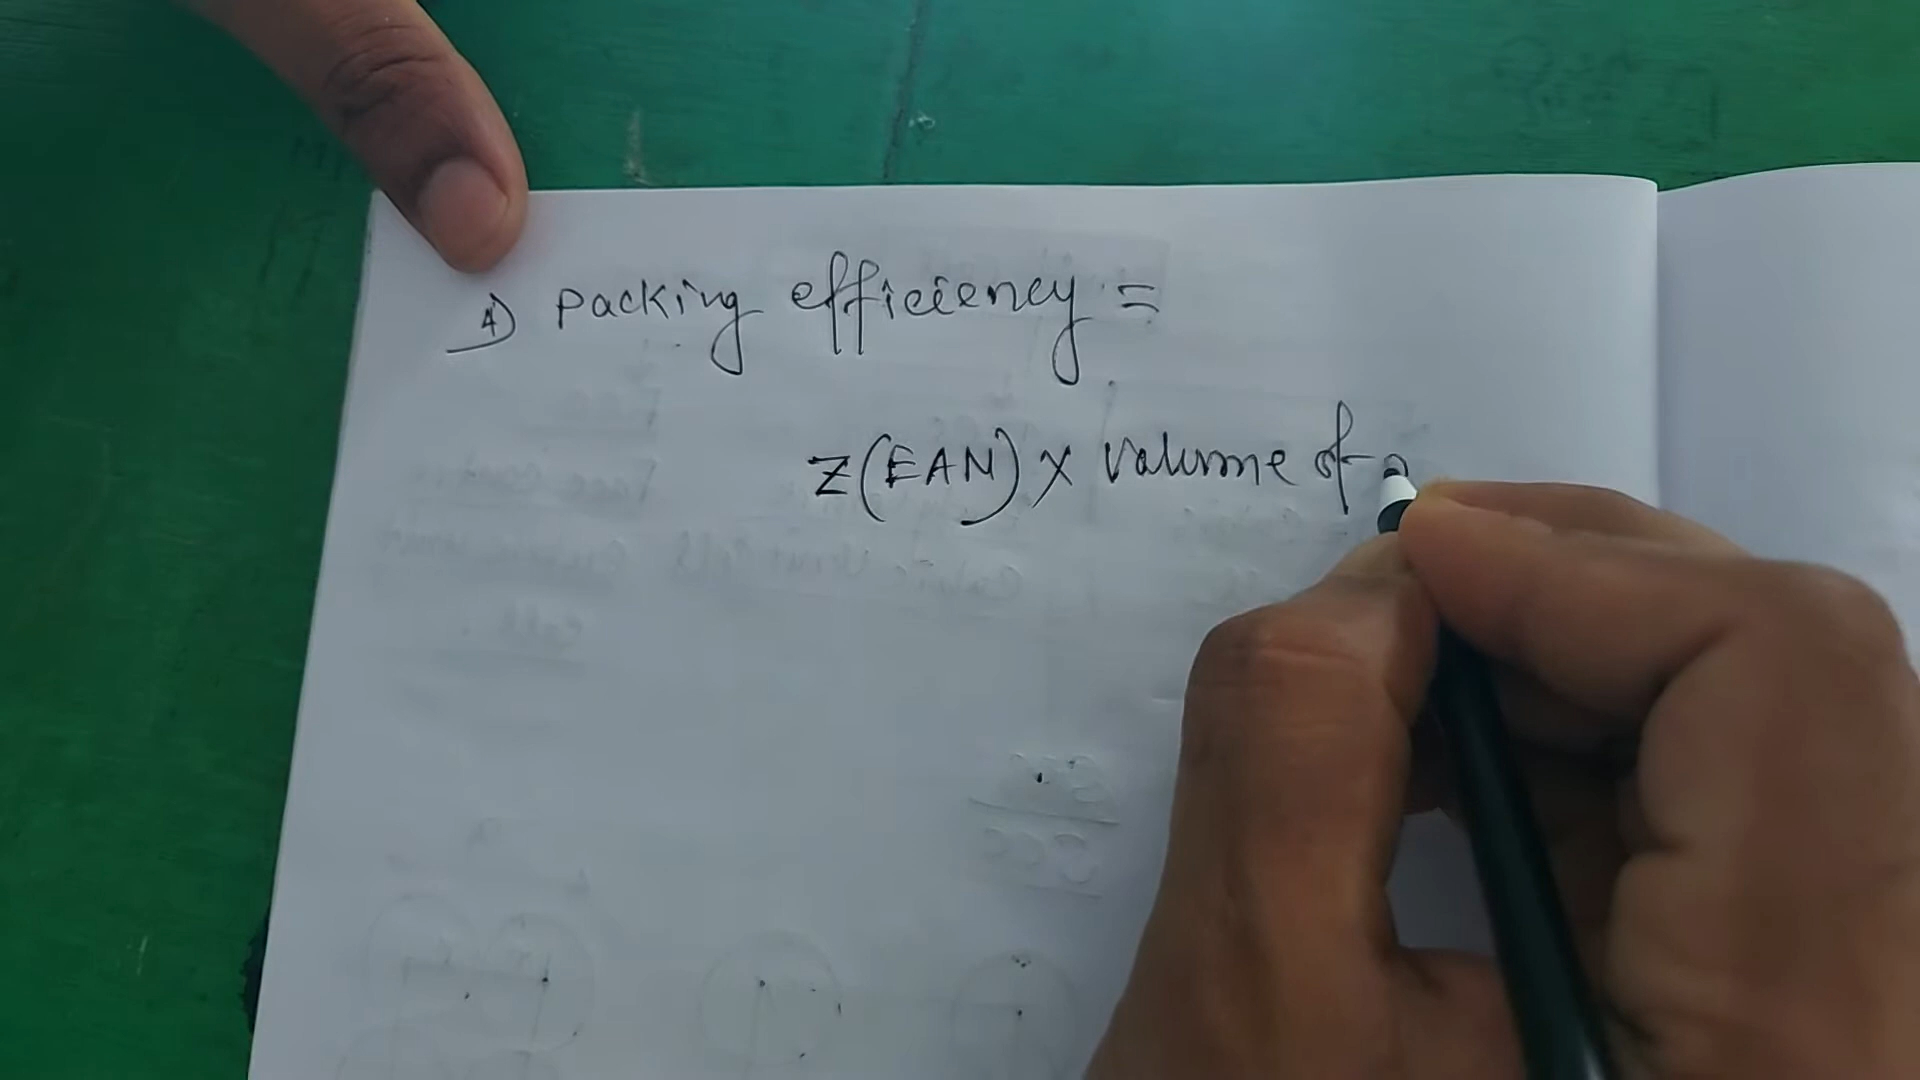 4) Packing efficiency =
Z(EAN) x Volume of a